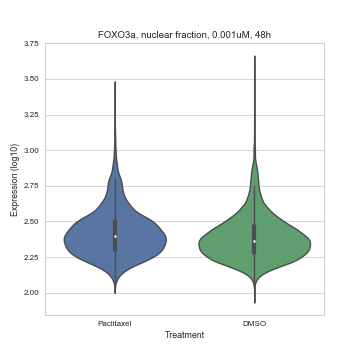 FOXO3a, nuclear fraction, 0.001uM, 48h
3.75
3.50
3.25
3.00
2.75
2.50
2.25
2.00
Expression (log10)
Paclitaxel
DMSO
Treatment